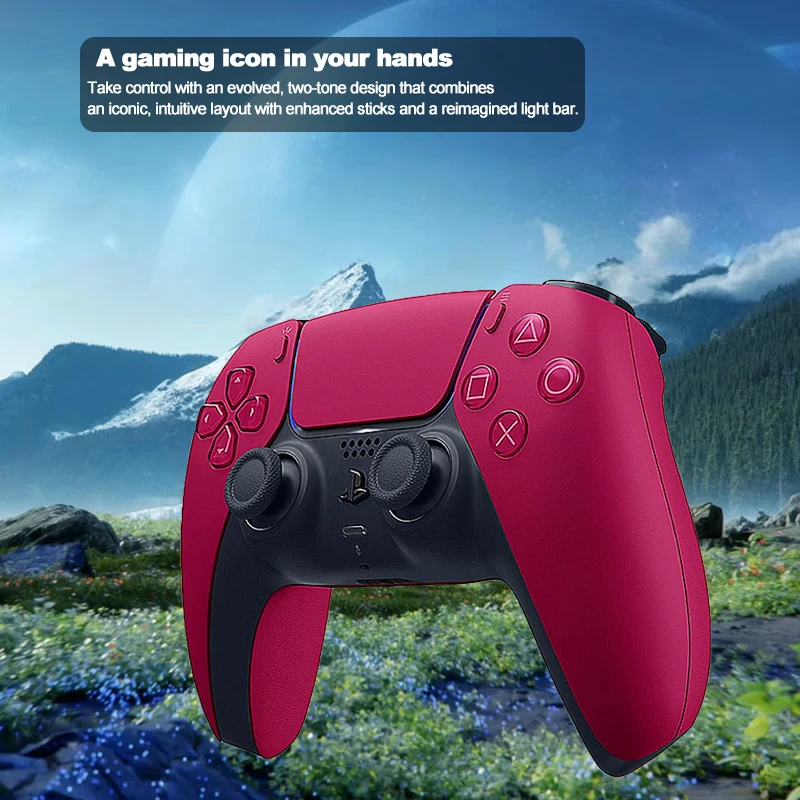 A gaming icon in your hands
Take control with an evolved, two-tone design that combines
an iconic, intuitive layout with enhanced sticks and a reimagined light bar.